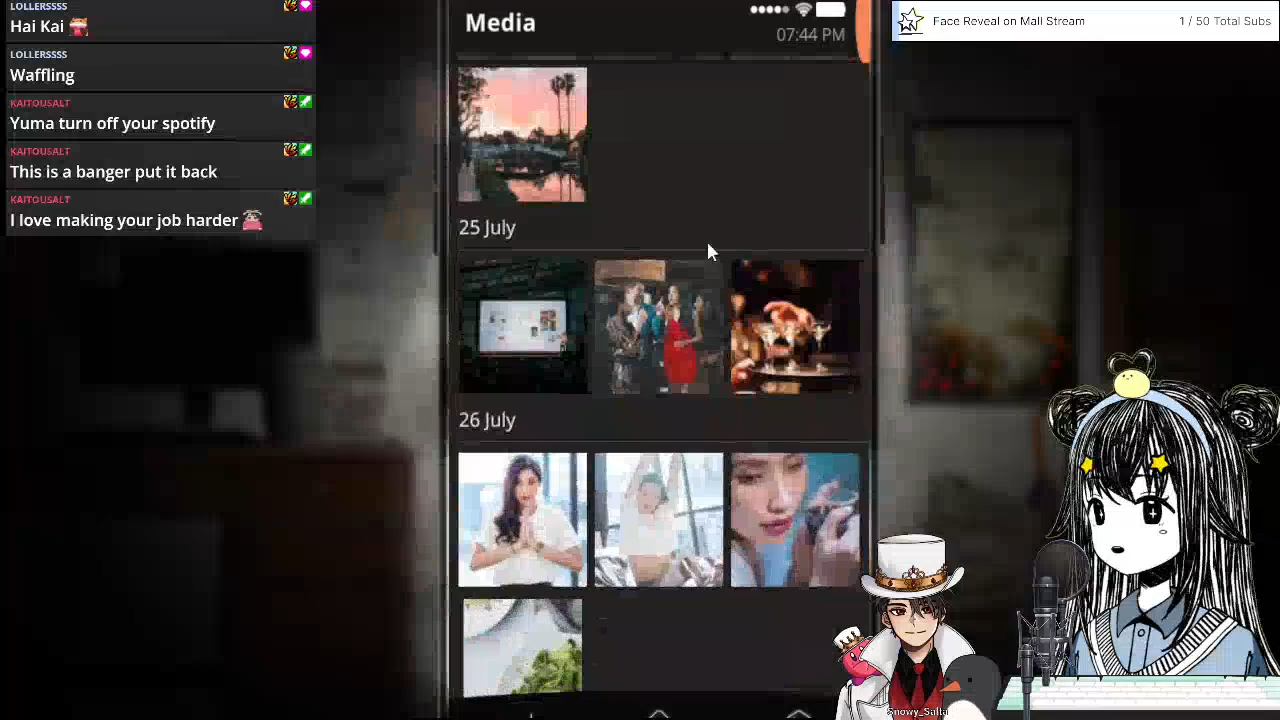 LOLLERSSSS
Hai Kai
LOLLERSSSS
Waffling
KAITOUSALT
Yuma turn off your spotify
KAITOUSALT
This is a banger put it back
KAITOUSALT
I love making your job harder
Media
07:44 PM
25 July
26 July
Face Reveal on Mall Stream
1 / 50 Total Subs
Snowy_Salta